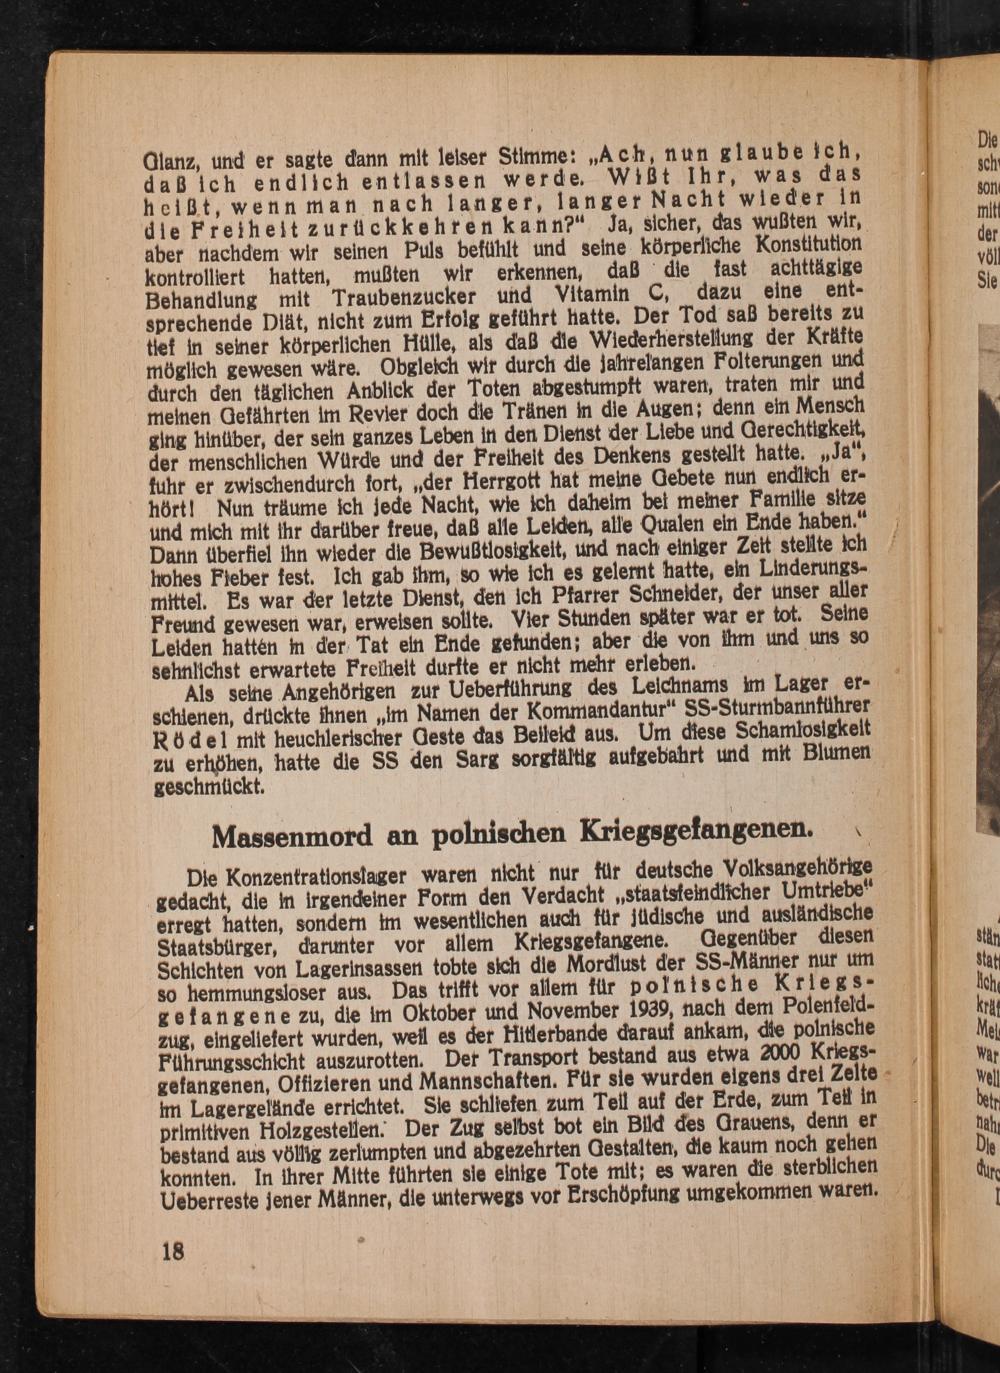 Glanz, und er sagte dann mit leiser Stimme: „Ach, nun glaube ich,
daß ich endlich entlassen werde. Wißt Ihr, was das
heißt, wenn man nach langer, langer Nacht wieder in
die Freiheit zurückkehren kann?“ Ja, sicher, das wußten wir,
aber nachdem wir seinen Puls befühlt und seine körperliche Konstitution
kontrolliert hatten, mußten wir erkennen, daß die fast achttägige
Behandlung mit Traubenzucker und Vitamin C, dazu eine ent-
sprechende Diät, nicht zum Erfolg geführt hatte. Der Tod saß bereits zu
tief in seiner körperlichen Hülle, als daß die Wiederherstellung der Kräfte
möglich gewesen wäre. Obgleich wir durch die jahrelangen Folterungen und
durch den täglichen Anblick der Toten abgestumpft waren, traten mir und
meinen Gefährten im Revier doch die Tränen in die Augen; denn ein Mensch
ging hinüber, der sein ganzes Leben in den Dienst der Liebe und Gerechtigkeit,
der menschlichen Würde und der Freiheit des Denkens gestellt hatte. „Ja“,
fuhr er zwischendurch fort, „der Herrgott hat meine Gebete nun endlich er-
hört! Nun träume ich jede Nacht, wie ich daheim bei meiner Familie sitze
und mich mit ihr darüber freue, daß alle Leiden, alle Qualen ein Ende haben.“
Dann überfiel ihn wieder die Bewußtlosigkeit, und nach einiger Zeit stellte ich
hohes Fieber fest. Ich gab ihm, so wie ich es gelernt hatte, ein Linderungs-
mittel. Es war der letzte Dienst, den ich Pfarrer Schneider, der unser aller
Freund gewesen war, erweisen sollte. Vier Stunden später war er tot. Seine
Leiden hatten in der Tat ein Ende gefunden; aber die von ihm und uns so
sehnlichst erwartete Freiheit durfte er nicht mehr erleben.
Als seine Angehörigen zur Ueberführung des Leichnams im Lager er-
schienen, drückte ihnen „im Namen der Kommandantur“ SS-Sturmbannführer
Rödel mit heuchlerischer Geste das Beileid aus. Um diese Schamlosigkeit
zu erhöhen, hatte die SS den Sarg sorgfältig aufgebahrt und mit Blumen
geschmückt.
Massenmord an polnischen Kriegsgefangenen.
Die Konzentrationslager waren nicht nur für deutsche Volksangehörige
gedacht, die in irgendeiner Form den Verdacht „staatsfeindlicher Umtriebe“
erregt hatten, sondern im wesentlichen auch für jüdische und ausländische
Staatsbürger, darunter vor allem Kriegsgefangene. Gegenüber diesen
Schichten von Lagerinsassen tobte sich die Mordlust der SS-Männer nur um
so hemmungsloser aus. Das trifft vor allem für polnische Kriegs-
gefangene zu, die im Oktober und November 1939, nach dem Polenfeld-
zug, eingeliefert wurden, weil es der Hitlerbande darauf ankam, die polnische
Führungsschicht auszurotten. Der Transport bestand aus etwa 2000 Kriegs-
gefangenen, Offizieren und Mannschaften. Für sie wurden eigens drei Zelte
im Lagergelände errichtet. Sie schliefen zum Teil auf der Erde, zum Teil in
primitiven Holzgestellen. Der Zug selbst bot ein Bild des Grauens, denn er
bestand aus völlig zerlumpten und abgezehrten Gestalten, die kaum noch gehen
konnten. In ihrer Mitte führten sie einige Tote mit; es waren die sterblichen
Ueberreste jener Männer, die unterwegs vor Erschöpfung umgekommen waren.
18